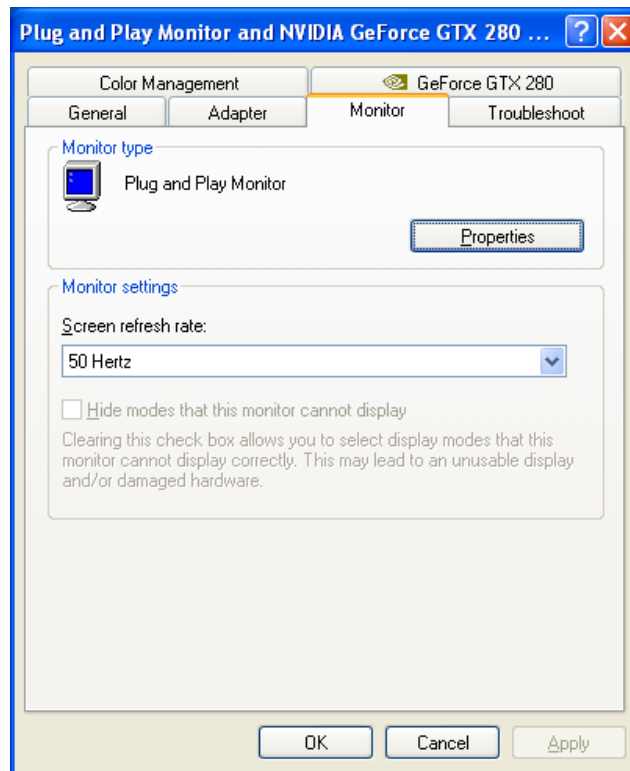 Plug and Play Monitor and NVIDIA GeForce GTX 280 ...
Color Management
GeForce GTX 280
General
Adapter
Monitor
Troubleshoot
Monitor type
Plug and Play Monitor
Properties
Monitor settings
Screen refresh rate:
50 Hertz
Hide modes that this monitor cannot display
Clearing this check box allows you to select display modes that this
monitor cannot display correctly. This may lead to an unusable display
and/or damaged hardware.
OK
Cancel
Apply